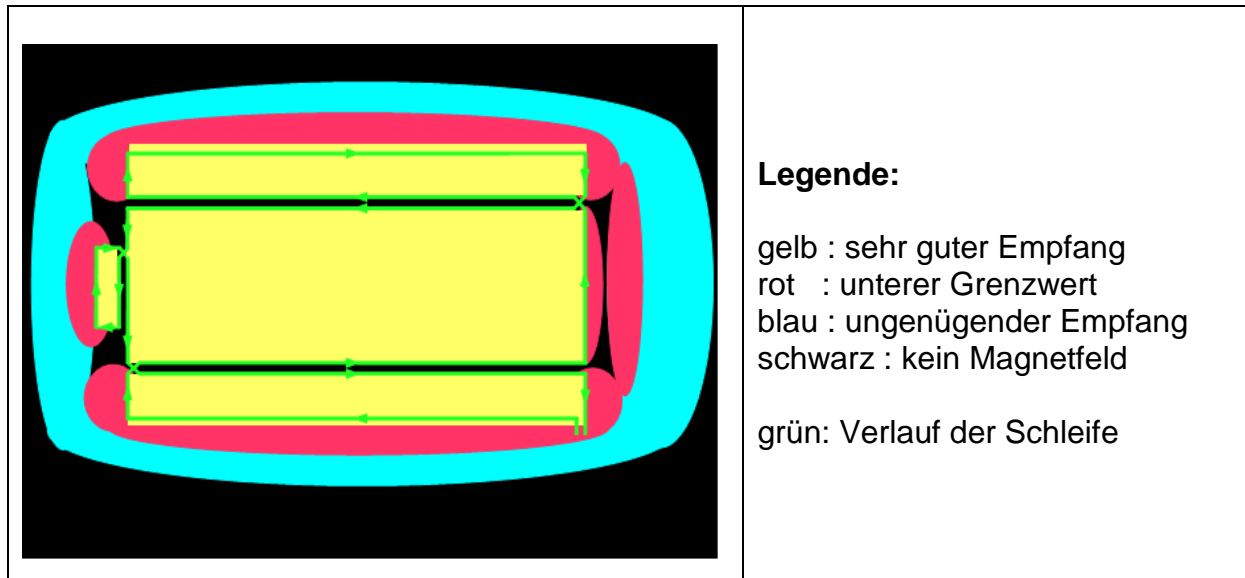 Legende:
gelb : sehr guter Empfang
rot : unterer Grenzwert
blau : ungenügender Empfang
schwarz : kein Magnetfeld
grün: Verlauf der Schleife